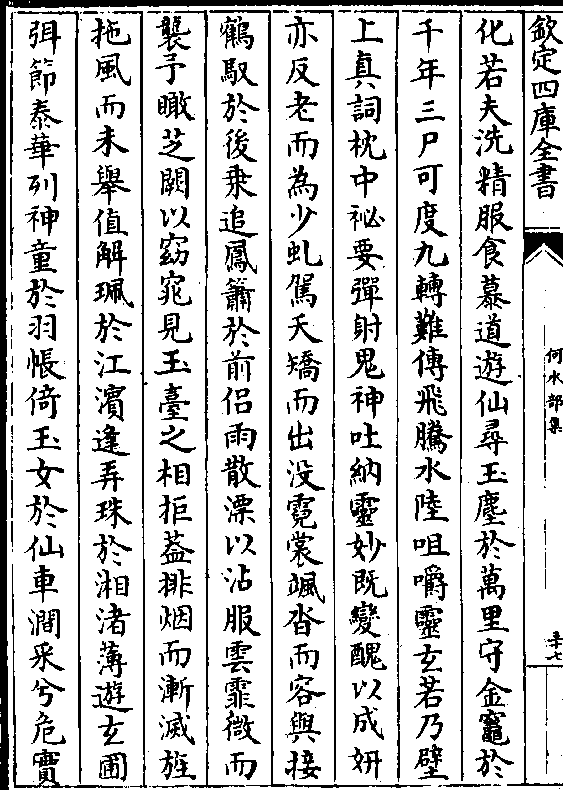 欽定四庫全書
何水部集
二十七
化若夫洗精服食慕道遊仙尋玉塵於萬里守金竈於
千年三尸可度九轉難傳飛騰水陸咀嚼靈玄若乃壁
上真詞枕中祕要彈射鬼神吐納靈妙既變醜以成妍
亦反老而為少虬駕夭矯而出没霓裳颯沓而容與接
鶴馭於後乗追鳳簫於前侣雨散漂以沾服雲霏微而
襲予瞰芝闕以窈窕見玉臺之相拒葢排烟而漸滅旌
拖風而未舉值解珮於江濵逢弄珠於湘渚薄遊玄圃
弭節泰華列神童於羽帳倚玉女於仙車澗采兮危實